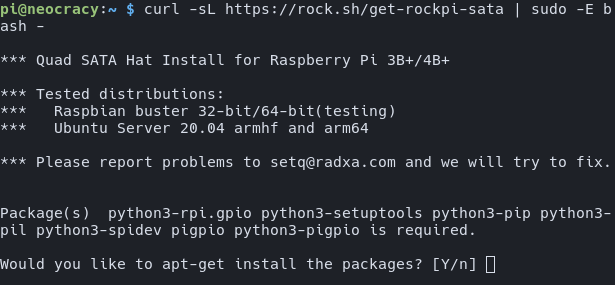 pi@neocracy:~ $ curl -sL https://rock.sh/get-rockpi-sata | sudo -E b
ash -
*** Quad SATA Hat Install for Raspberry Pi 3B+/4B+
*** Tested distributions:
***   Raspbian buster 32-bit/64-bit(testing)
***   Ubuntu Server 20.04 armhf and arm64
*** Please report problems to setq@radxa.com and we will try to fix.
Package(s)  python3-rpi.gpio python3-setuptools python3-pip python3-
pil python3-spidev pigpio python3-pigpio is required.
Would you like to apt-get install the packages? [Y/n]